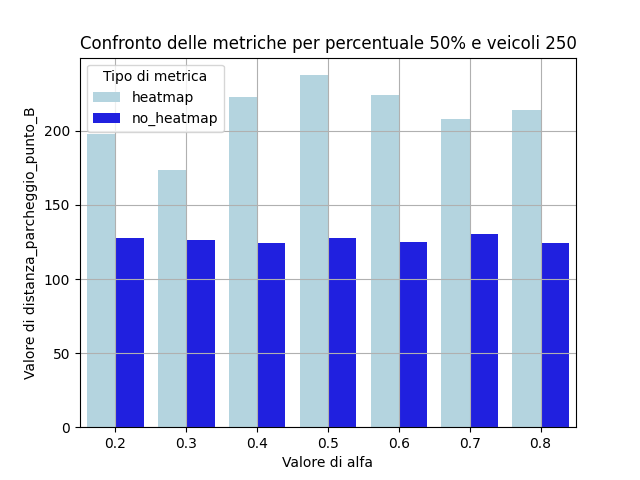 Confronto delle metriche per percentuale 50% e veicoli 250
Tipo di metrica
heatmap
no_heatmap
Valore di distanza_parcheggio_punto_B
200
150
100
50
0
0.2 0.3 0.4 0.5 0.6 0.7 0.8
Valore di alfa